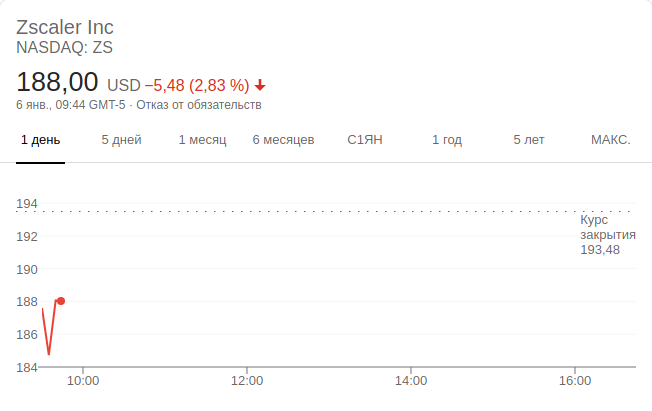 Zscaler Inc
NASDAQ: ZS
188,00 USD −5,48 (2,83 %)
6 янв., 09:44 GMT-5 · Отказ от обязательств
1 день 5 дней 1 месяц 6 месяцев С1ЯН 1 год 5 лет МАКС.
194
Курс
закрытия
193,48
192
190
188
186
184
10:00 12:00 14:00 16:00